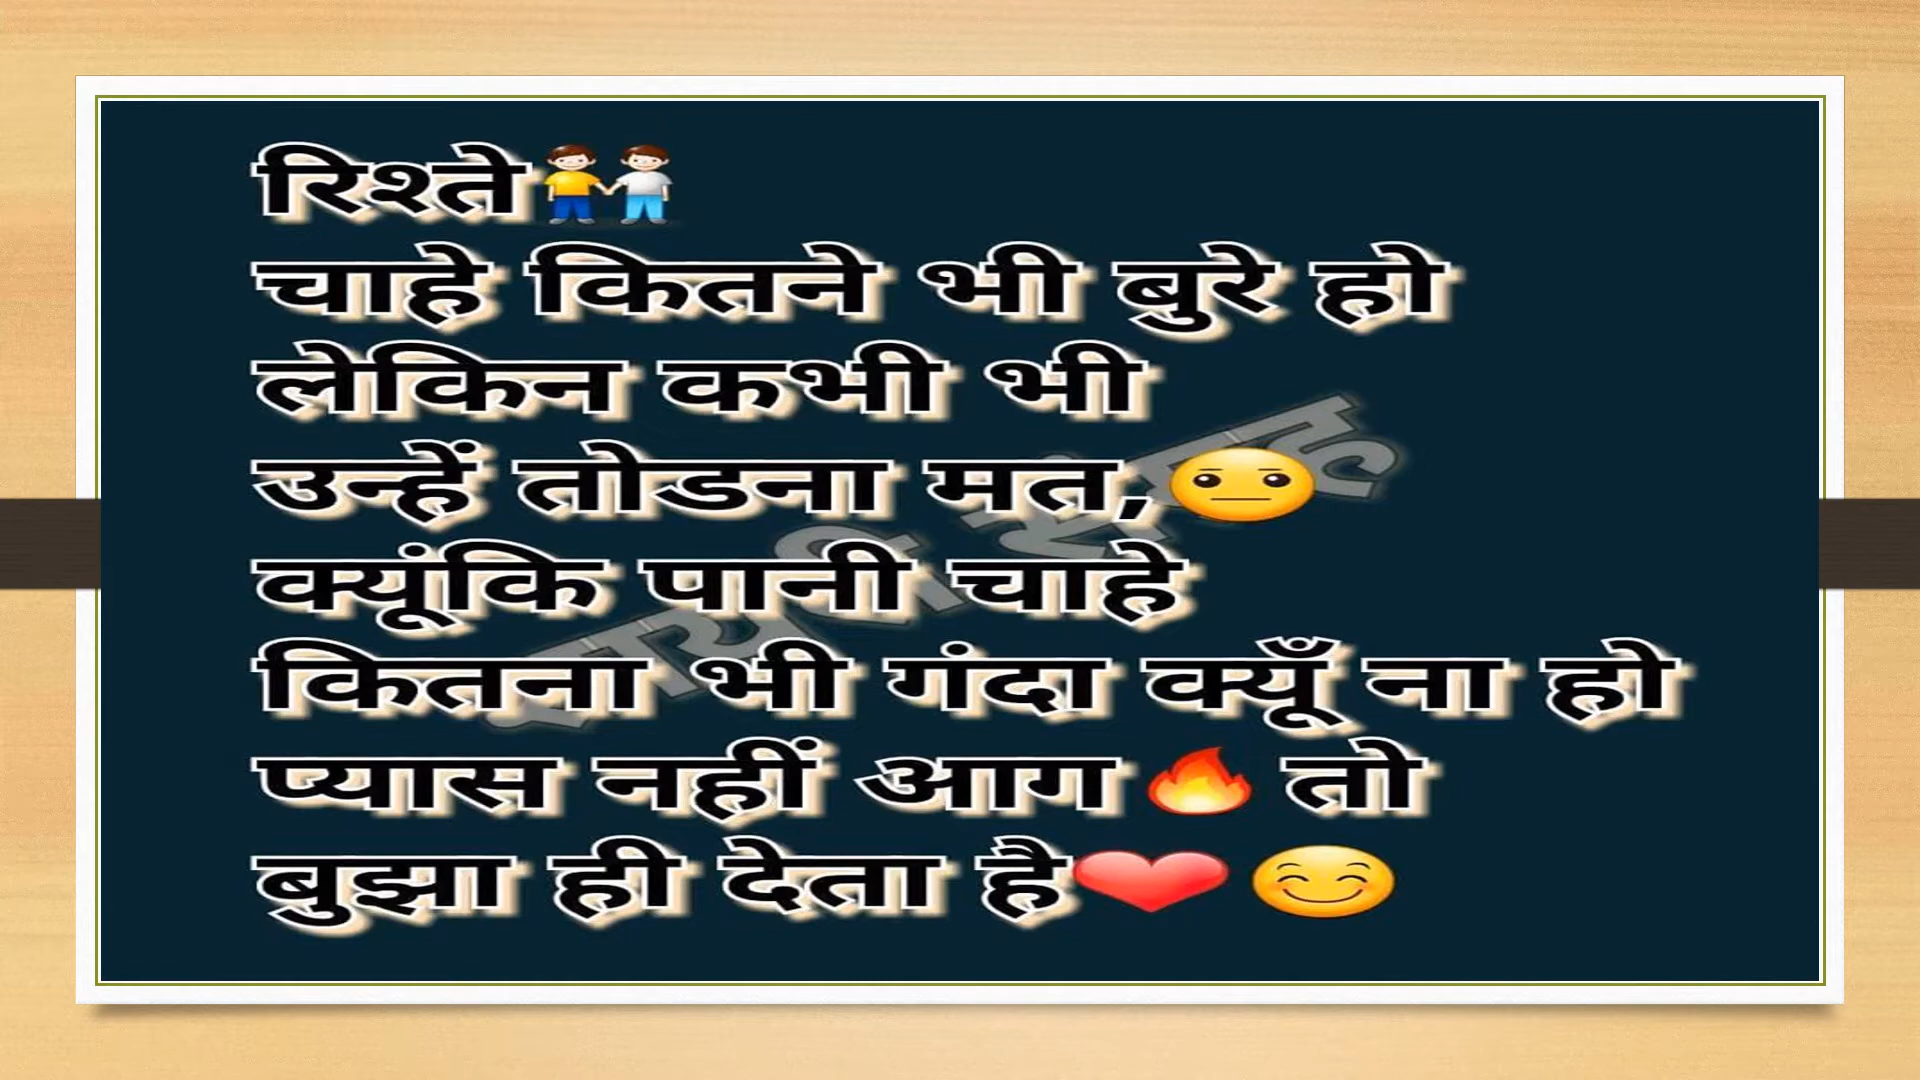 रिश्ते👬
चाहे कितने भी बुरे हो
लेकिन कभी भी
उन्हें तोडना मत,😐
क्यूंकि पानी चाहे
कितना भी गंदा क्यूँ ना हो
प्यास नहीं आग 🔥 तो
बुझा ही देता है❤️ 😊